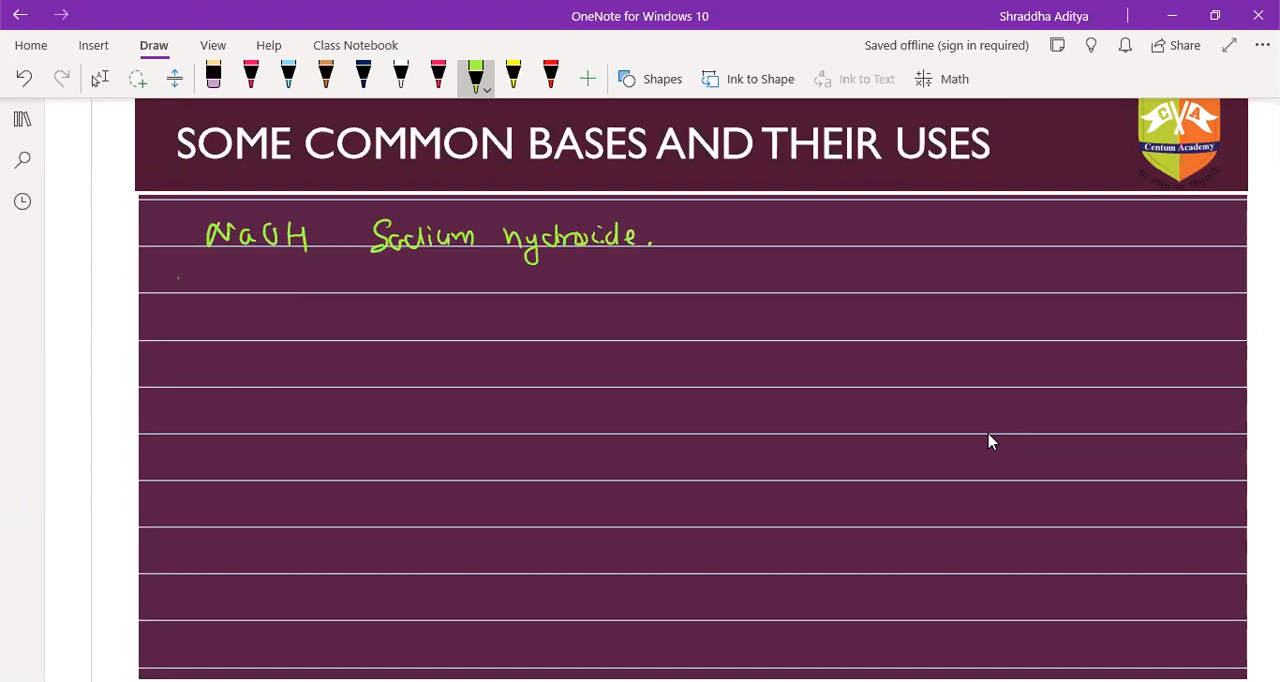 OneNote for Windows 10
Shraddha Aditya
Home Insert Draw View Help Class Notebook
Saved offline (sign in required)
Share
Shapes
Ink to Shape
Ink to Text
Math
SOME COMMON BASES AND THEIR USES
C A
Centum Academy
NaOH Sodium hydroxide.